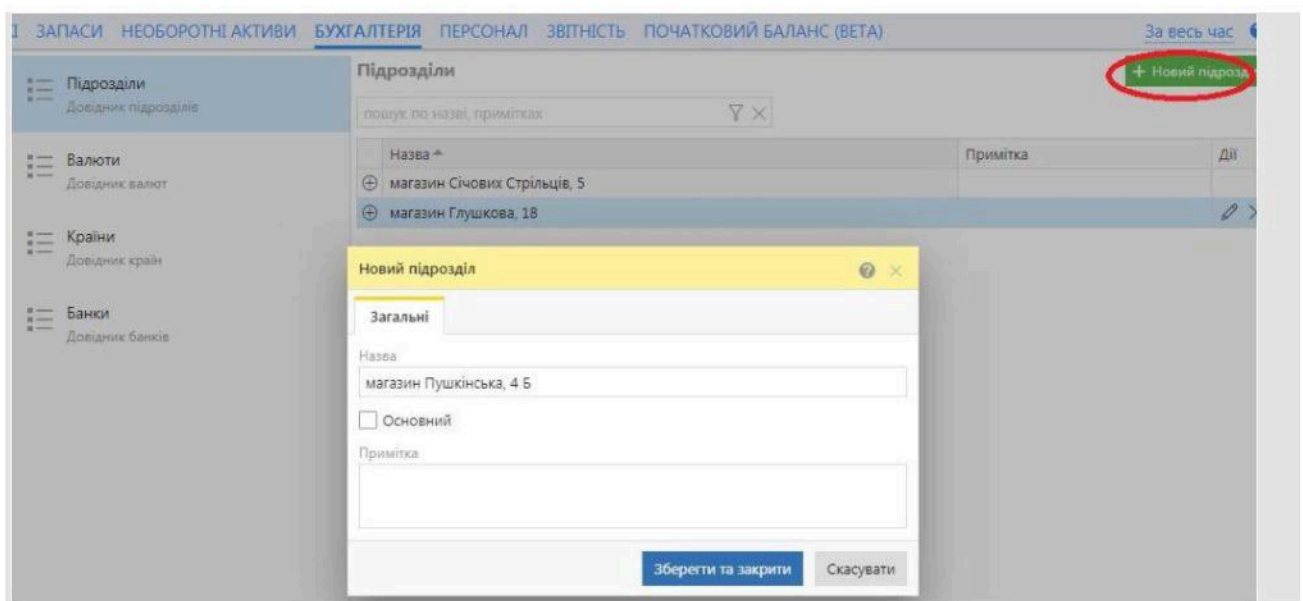 І ЗАПАСИ НЕОБОРОТНІ АКТИВИ БУХГАЛТЕРІЯ ПЕРСОНАЛ ЗВІТНІСТЬ ПОЧАТКОВИЙ БАЛАНС (BETA) За весь час
Підрозділи
Довідник підрозділів
Валюти
Довідник валют
Країни
Довідник країн
Банки
Довідник банків
Підрозділи
+ Новий підрозд
пошук по назві, примітках
Назва Примітка Дії
магазин Січових Стрільців, 5
магазин Глушкова, 18
Новий підрозділ
Загальні
Назва
магазин Пушкінська, 4 Б
Основний
Примітка
Зберегти та закрити Скасувати